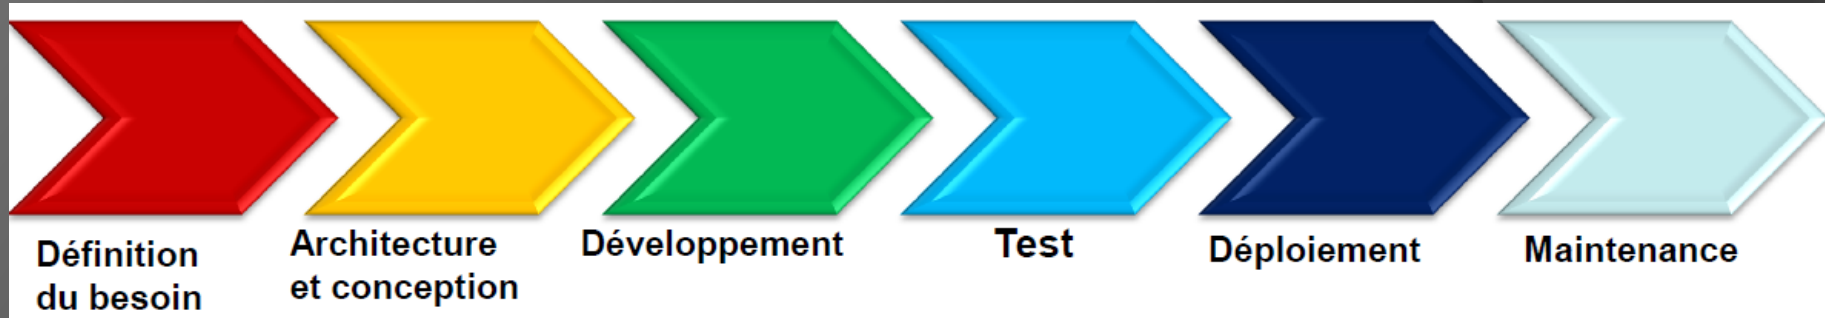 Définition
du besoin
Architecture
et conception
Développement
Test
Déploiement
Maintenance